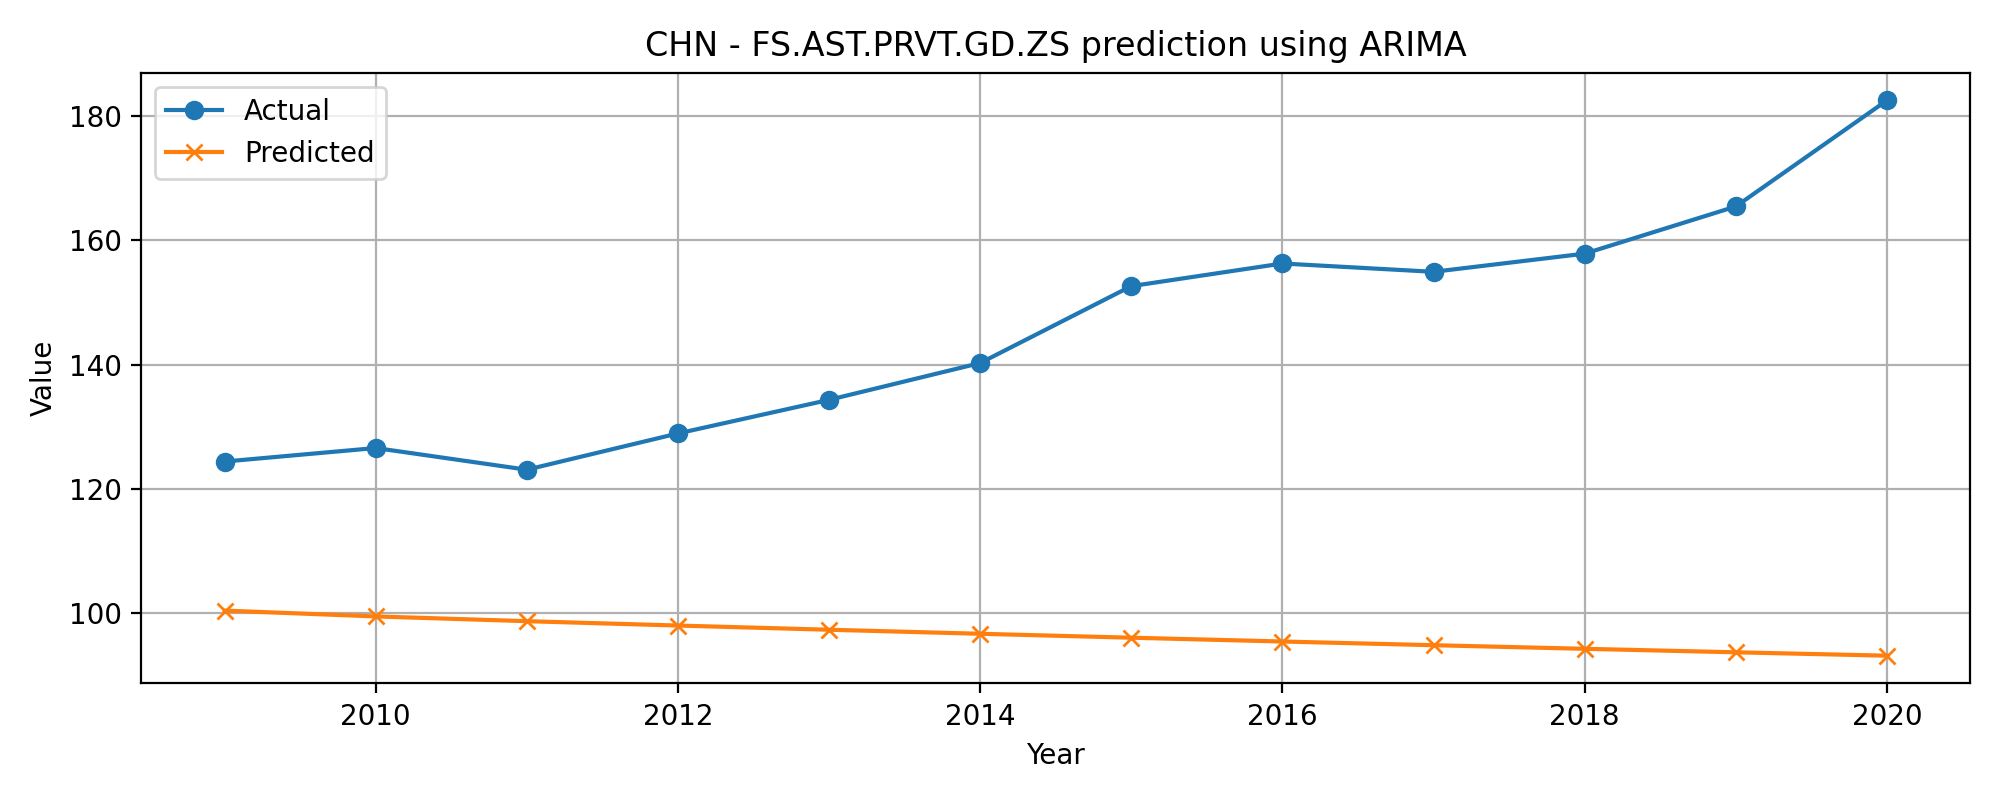 CHN - FS.AST.PRVT.GD.ZS prediction using ARIMA
Actual
Predicted
Value
180
160
140
120
100
2010 2012 2014 2016 2018 2020
Year